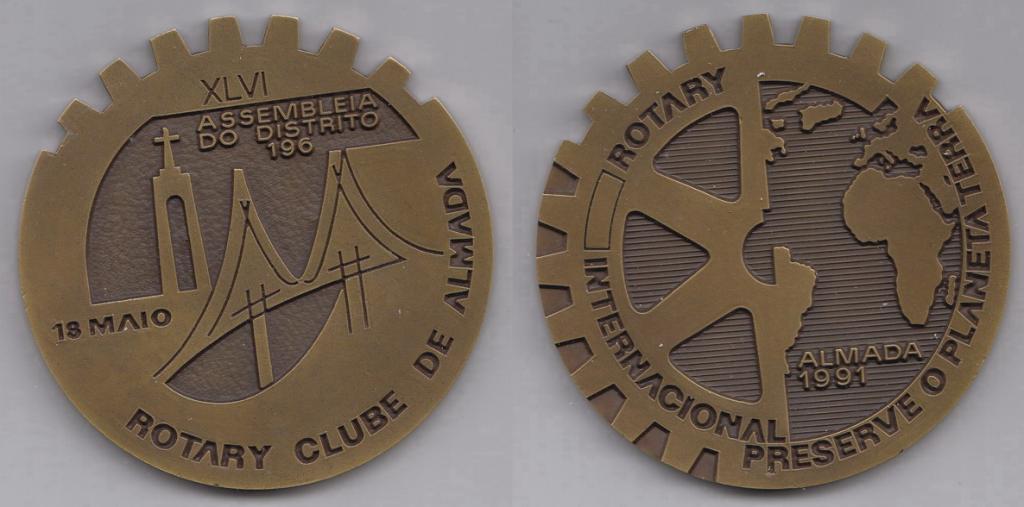 XLVI
ASSEMBLEIA
DO DISTRITO
196
18 MAIO
ROTARY CLUBE DE ALMADA
ROTARY INTERNACIONAL
PRESERVE O PLANETA TERRA
ALMADA
1991